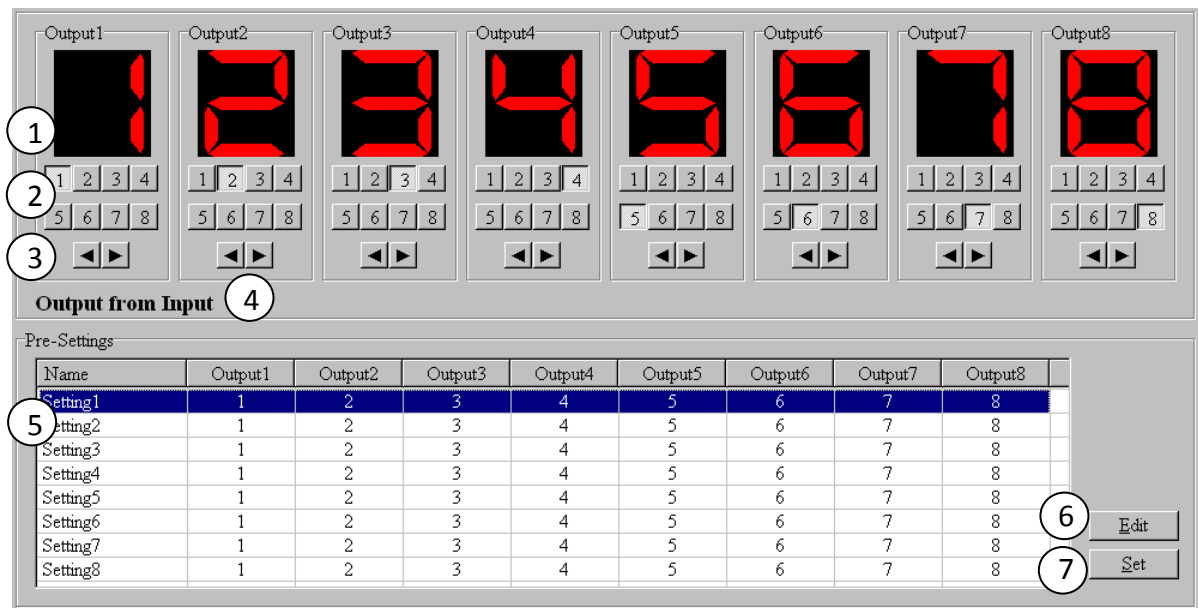 Output1 Output2 Output3 Output4 Output5 Output6 Output7 Output8
1 2 3 4 5 6 7 8
1
1 2 3 4 1 2 3 4 1 2 3 4 1 2 3 4 1 2 3 4 1 2 3 4 1 2 3 4 1 2 3 4
2
5 6 7 8 5 6 7 8 5 6 7 8 5 6 7 8 5 6 7 8 5 6 7 8 5 6 7 8 5 6 7 8
3 ◄ ► ◄ ► ◄ ► ◄ ► ◄ ► ◄ ► ◄ ► ◄ ►
Output from Input 4
Pre-Settings
Name Output1 Output2 Output3 Output4 Output5 Output6 Output7 Output8
Setting1 1 2 3 4 5 6 7 8
5 Setting2 1 2 3 4 5 6 7 8
Setting3 1 2 3 4 5 6 7 8
Setting4 1 2 3 4 5 6 7 8
Setting5 1 2 3 4 5 6 7 8
Setting6 1 2 3 4 5 6 7 8 6 Edit
Setting7 1 2 3 4 5 6 7 8
Setting8 1 2 3 4 5 6 7 8 7 Set